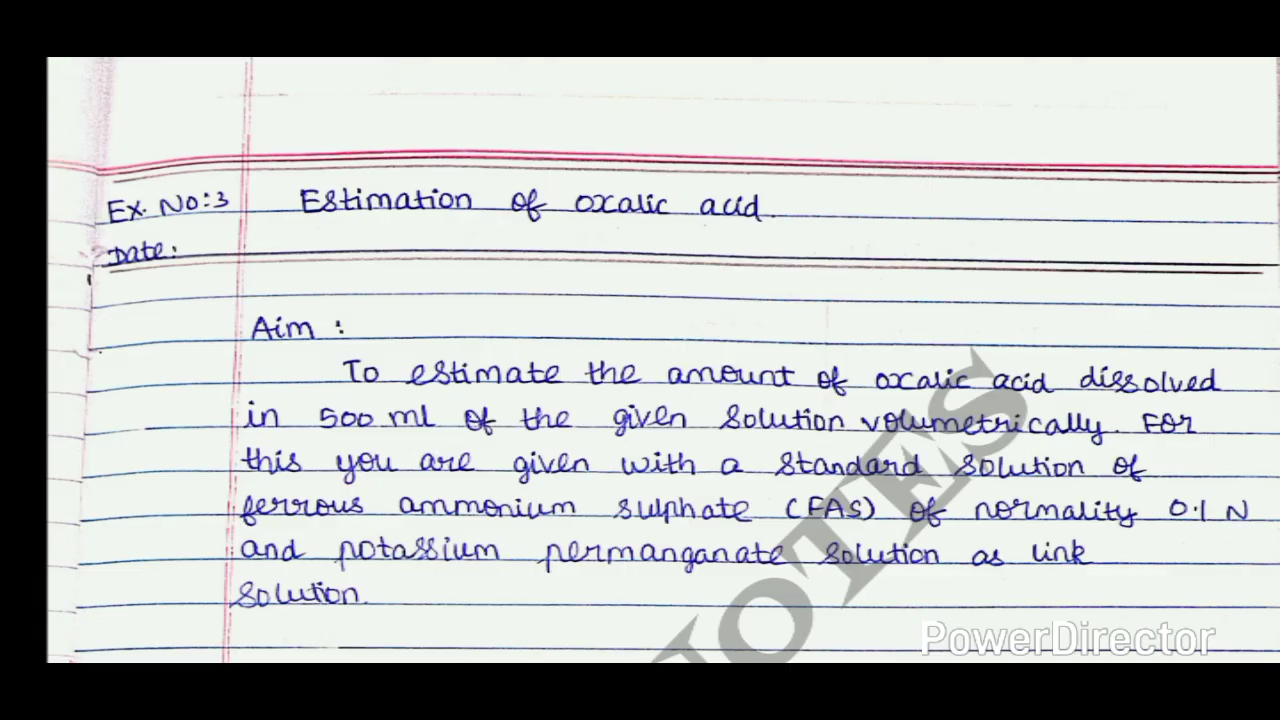 Ex. No:3 Estimation of oxalic acid.
Date:
Aim :
To estimate the amount of oxalic acid dissolved
in 500 ml of the given solution volumetrically. For
this you are given with a standard solution of
ferrous ammonium sulphate (FAS) of normality 0.1 N
and potassium permanganate solution as link
solution.
NOTES
PowerDirector